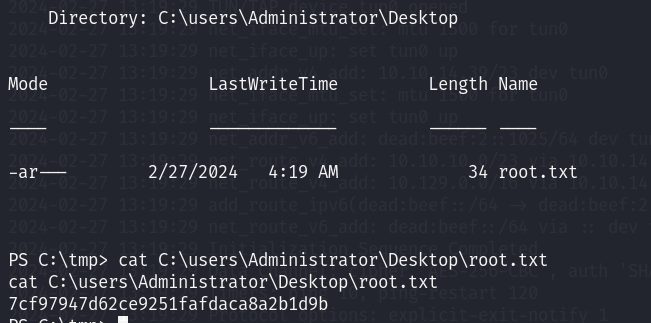 Directory: C:\users\Administrator\Desktop
Mode LastWriteTime Length Name
---- ------------- ------ ----
-ar--- 2/27/2024 4:19 AM 34 root.txt
PS C:\tmp> cat C:\users\Administrator\Desktop\root.txt
cat C:\users\Administrator\Desktop\root.txt
7cf97947d62ce9251fafdaca8a2b1d9b
PS C:\tmp>